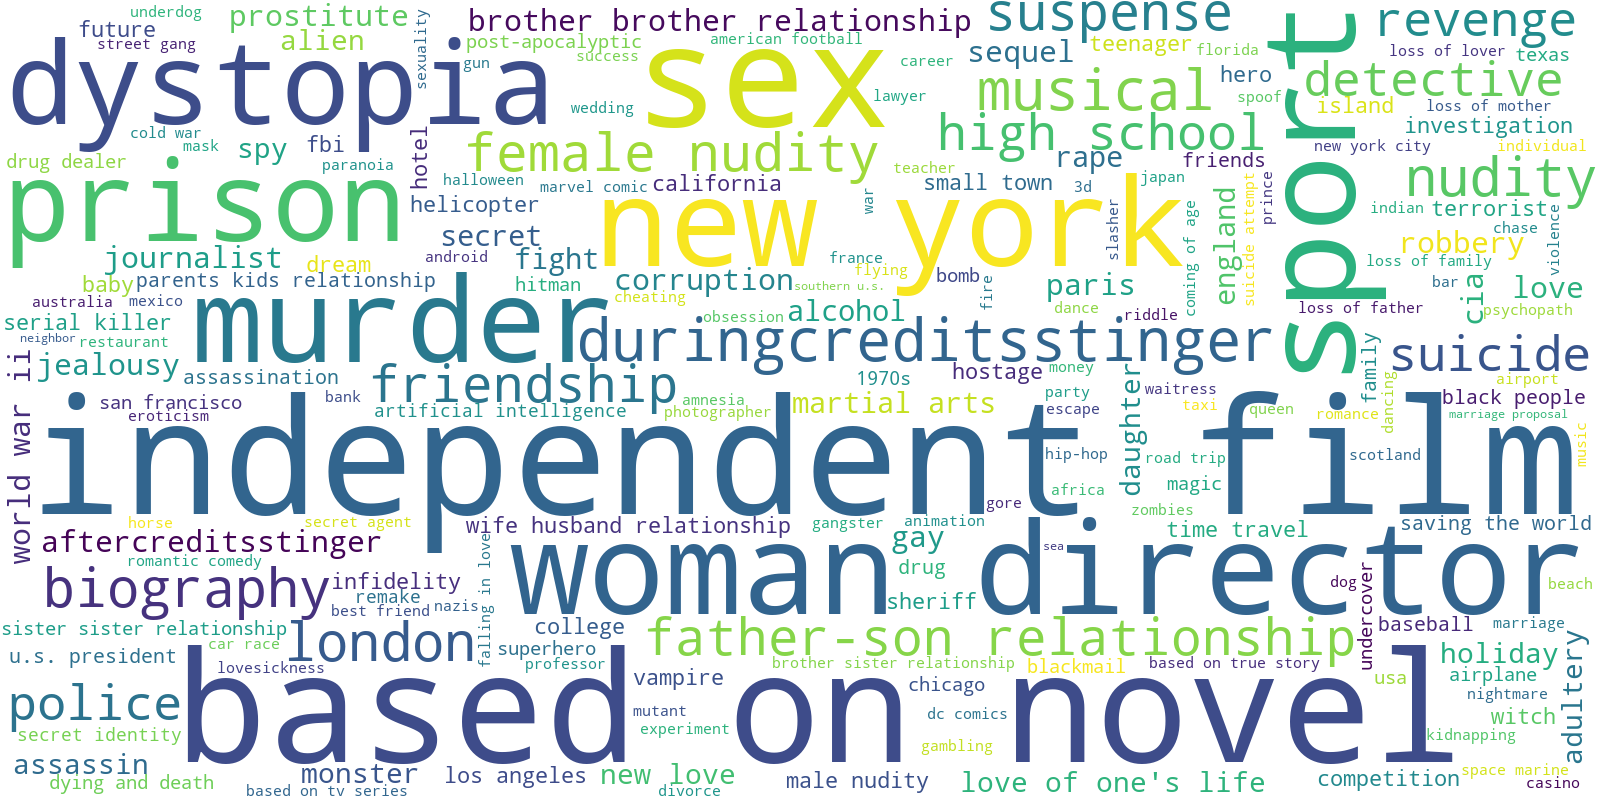 underdog
prostitute
brother brother relationship
suspense
revenge
future
street gang
alien
sexuality
post-apocalyptic
success
gun
american football
career
sequel
teenager
florida
loss of lover
texas
dystopia
sex
wedding
lawyer
musical
hero
spoof
sport
detective
island
loss of mother
investigation
cold war
mask
spy
fbi
hotel
female nudity
high school
rape
friends
new york city
individual
drug dealer
paranoia
halloween
marvel comic
california
teacher
small town
3d
japan
prince
nudity
prison
helicopter
new york
war
slasher
coming of age
england
suicide attempt
indian
terrorist
chase
violence
secret
robbery
journalist
dream
android
fight
france
flying
bomb
fire
loss of family
bar
cia
love
baby
parents kids relationship
hitman
corruption
southern u.s.
paris
australia
mexico
murder
cheating
obsession
alcohol
dance
riddle
loss of father
psychopath
serial killer
neighbor
restaurant
duringcreditsstinger
family
suicide
world war ii
jealousy
assassination
friendship
1970s
hostage
money
daughter
waitress
airport
san francisco
eroticism
bank
artificial intelligence
amnesia
photographer
martial arts
party
escape
taxi
queen
romance
dancing
black people
marriage proposal
independent film
hip-hop
road trip
scotland
music
magic
africa
gore
zombies
horse
secret agent
wife husband relationship
gangster
animation
time travel
saving the world
aftercreditsstinger
falling in love
gay
sea
woman director
romantic comedy
drug
biography
infidelity
remake
best friend
nazis
sheriff
dog
undercover
beach
sister sister relationship
car race
london
college
superhero
father-son relationship
baseball
marriage
adultery
u.s. president
lovesickness
professor
brother sister relationship
blackmail
based on true story
holiday
usa
airplane
police
based on novel
vampire
mutant
experiment
chicago
dc comics
nightmare
witch
secret identity
gambling
kidnapping
assassin
monster
los angeles
new love
male nudity
love of one's life
competition
space marine
casino
dying and death
based on tv series
divorce